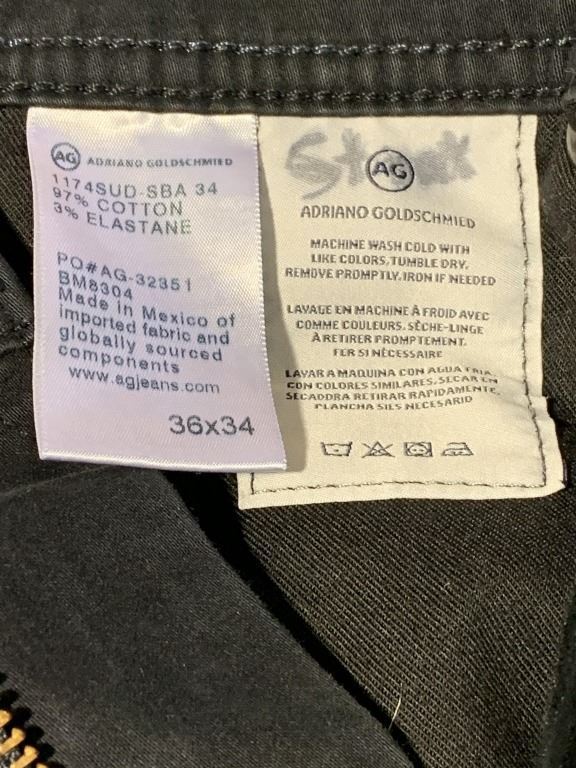 AG ADRIANO GOLDSCHMIED
1174SUD-SBA 34
97% COTTON
3% ELASTANE
PO#AG-32351
BM8304
Made in Mexico of
imported fabric and
globally sourced
components
www.agjeans.com
36x34
AG
ADRIANO GOLDSCHMIED
MACHINE WASH COLD WITH
LIKE COLORS, TUMBLE DRY,
REMOVE PROMPTLY. IRON IF NEEDED
LAVAGE EN MACHINE À FROID AVEC
COMME COULEURS. SÈCHE-LINGE
À RETIRER PROMPTEMENT.
FER SI NÉCESSAIRE
LAVAR A MAQUINA CON AGUA FRIA,
CON COLORES SIMILARES, SECAR EN
SECADORA RETIRAR RAPIDAMENTE,
PLANCHA SIES NECESARIO